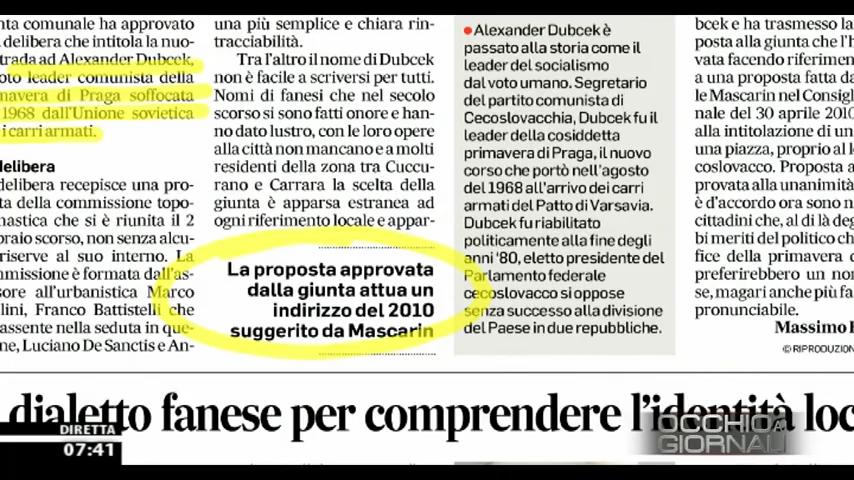 nta comunale ha approvato
a delibera che intitola la nuo-
trada ad Alexander Dubcek,
oto leader comunista della
mavera di Praga soffocata
1968 dall'Unione sovietica
i carri armati.
delibera
delibera recepisce una pro-
ta della commissione topo-
nastica che si è riunita il 2
braio scorso, non senza alcu-
riserve al suo interno. La
mmissione è formata dall'as-
sore all'urbanistica Marco
lini, Franco Battistelli che
assente nella seduta in que-
ne, Luciano De Sanctis e An-
una più semplice e chiara rin-
tracciabilità.
Tra l'altro il nome di Dubcek
non è facile a scriversi per tutti.
Nomi di fanesi che nel secolo
scorso si sono fatti onore e han-
no dato lustro, con le loro opere
alla città non mancano e a molti
residenti della zona tra Cuccu-
rano e Carrara la scelta della
giunta è apparsa estranea ad
ogni riferimento locale e appar-
La proposta approvata
dalla giunta attua un
indirizzo del 2010
suggerito da Mascarin
Alexander Dubcek è
passato alla storia come il
leader del socialismo
dal voto umano. Segretario
del partito comunista di
Cecoslovacchia, Dubcek fu il
leader della cosiddetta
primavera di Praga, il nuovo
corso che portò nell'agosto
del 1968 all'arrivo dei carri
armati del Patto di Varsavia.
Dubcek fu riabilitato
politicamente alla fine degli
anni '80, eletto presidente del
Parlamento federale
cecoslovacco si oppose
senza successo alla divisione
del Paese in due repubbliche.
bcek e ha trasmesso la
posta alla giunta che l'h
vata facendo riferimen
a una proposta fatta da
le Mascarin nel Consigli
nale del 30 aprile 2010
alla intitolazione di un
una piazza, proprio al l
coslovacco. Proposta a
provata alla unanimità
è d'accordo ora sono n
cittadini che, al di là deg
bi meriti del politico ch
fice della primavera d
preferirebbero un nom
se, magari anche più fa
pronunciabile.
Massimo F
© RIPRODUZION
dialetto fanese per comprendere l'identità loc
DIRETTA
07:41
OCCHIO AI
GIORNALI